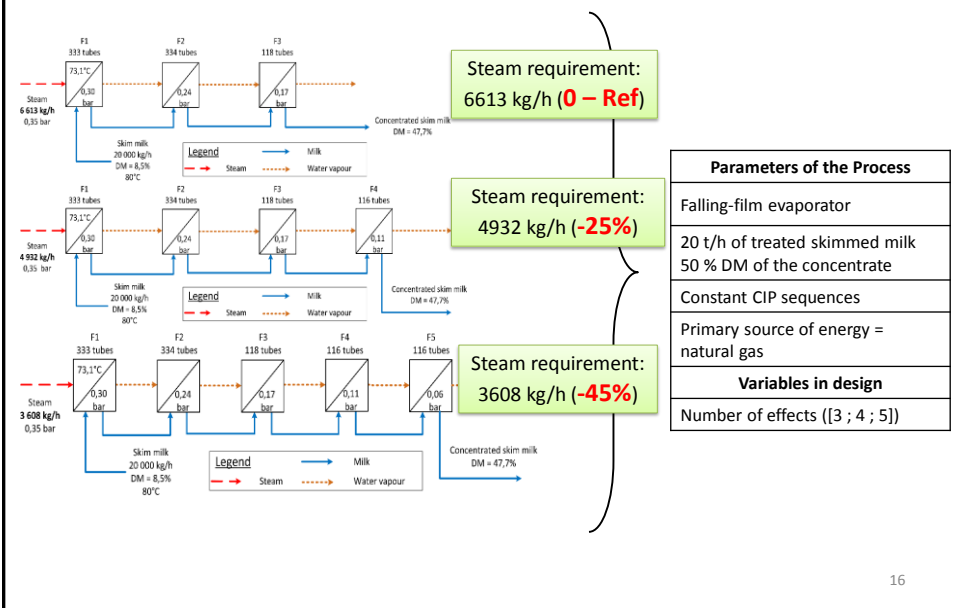 F1
333 tubes
F2
334 tubes
F3
118 tubes
73,1°C
0,30
bar
0,24
bar
0,17
bar
Steam
6 613 kg/h
0,35 bar
Skim milk
20 000 kg/h
DM = 8,5%
80°C
Concentrated skim milk
DM = 47,7%
Legend
Milk
Steam
Water vapour
Steam requirement:
6613 kg/h (0 – Ref)
F1
333 tubes
F2
334 tubes
F3
118 tubes
F4
116 tubes
73,1°C
0,30
bar
0,24
bar
0,17
bar
0,11
bar
Steam
4 932 kg/h
0,35 bar
Skim milk
20 000 kg/h
DM = 8,5%
80°C
Concentrated skim milk
DM = 47,7%
Legend
Milk
Steam
Water vapour
Steam requirement:
4932 kg/h (-25%)
F1
333 tubes
F2
334 tubes
F3
118 tubes
F4
116 tubes
F5
116 tubes
73,1°C
0,30
bar
0,24
bar
0,17
bar
0,11
bar
0,06
bar
Steam
3 608 kg/h
0,35 bar
Skim milk
20 000 kg/h
DM = 8,5%
80°C
Concentrated skim milk
DM = 47,7%
Legend
Milk
Steam
Water vapour
Steam requirement:
3608 kg/h (-45%)
Parameters of the Process
Falling-film evaporator
20 t/h of treated skimmed milk
50 % DM of the concentrate
Constant CIP sequences
Primary source of energy =
natural gas
Variables in design
Number of effects ([3 ; 4 ; 5])
16